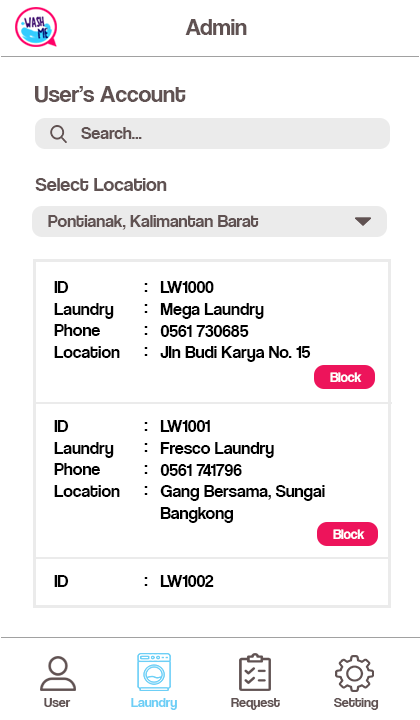 WASH
ME
Admin
User's Account
Search...
Select Location
Pontianak, Kalimantan Barat
ID : LW1000
Laundry : Mega Laundry
Phone : 0561 730685
Location : Jln Budi Karya No. 15
Block
ID : LW1001
Laundry : Fresco Laundry
Phone : 0561 741796
Location : Gang Bersama, Sungai
Bangkong
Block
ID : LW1002
User Laundry Request Setting